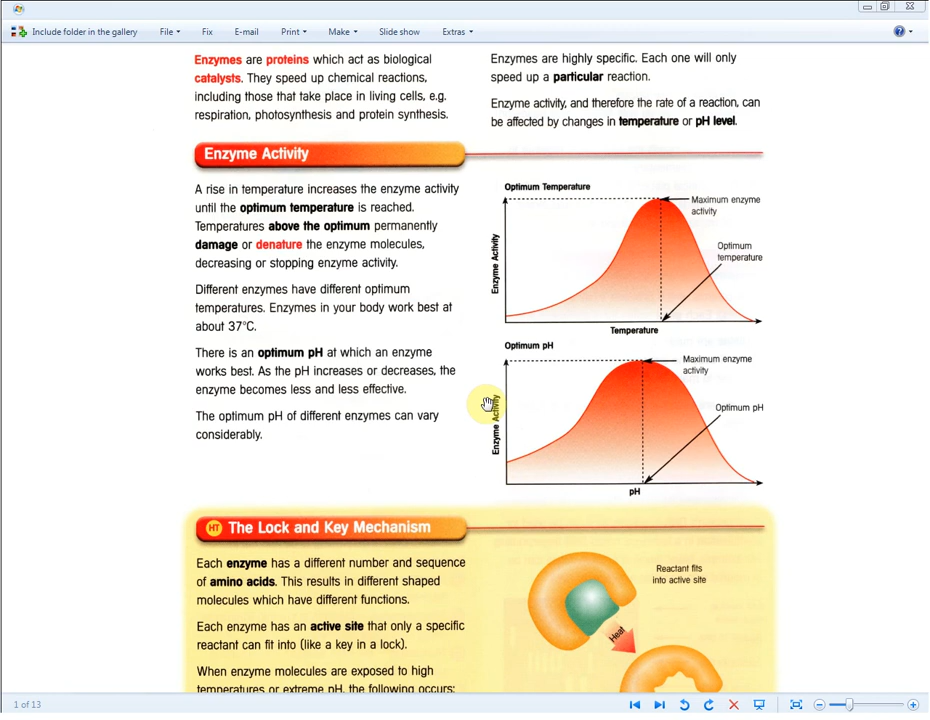 Include folder in the gallery
File
Fix
E-mail
Print
Make
Slide show
Extras
Enzymes are proteins which act as biological
catalysts. They speed up chemical reactions,
including those that take place in living cells, e.g.
respiration, photosynthesis and protein synthesis.
Enzymes are highly specific. Each one will only
speed up a particular reaction.
Enzyme activity, and therefore the rate of a reaction, can
be affected by changes in temperature or pH level.
Enzyme Activity
A rise in temperature increases the enzyme activity
until the optimum temperature is reached.
Temperatures above the optimum permanently
damage or denature the enzyme molecules,
decreasing or stopping enzyme activity.
Different enzymes have different optimum
temperatures. Enzymes in your body work best at
about 37°C.
There is an optimum pH at which an enzyme
works best. As the pH increases or decreases, the
enzyme becomes less and less effective.
The optimum pH of different enzymes can vary
considerably.
Optimum Temperature
Enzyme Activity
Maximum enzyme
activity
Optimum
temperature
Temperature
Optimum pH
Enzyme Activity
Maximum enzyme
activity
Optimum pH
pH
HT The Lock and Key Mechanism
Each enzyme has a different number and sequence
of amino acids. This results in different shaped
molecules which have different functions.
Each enzyme has an active site that only a specific
reactant can fit into (like a key in a lock).
When enzyme molecules are exposed to high
temperatures or extreme pH, the following occurs:
Reactant fits
into active site
Heat
1 of 13